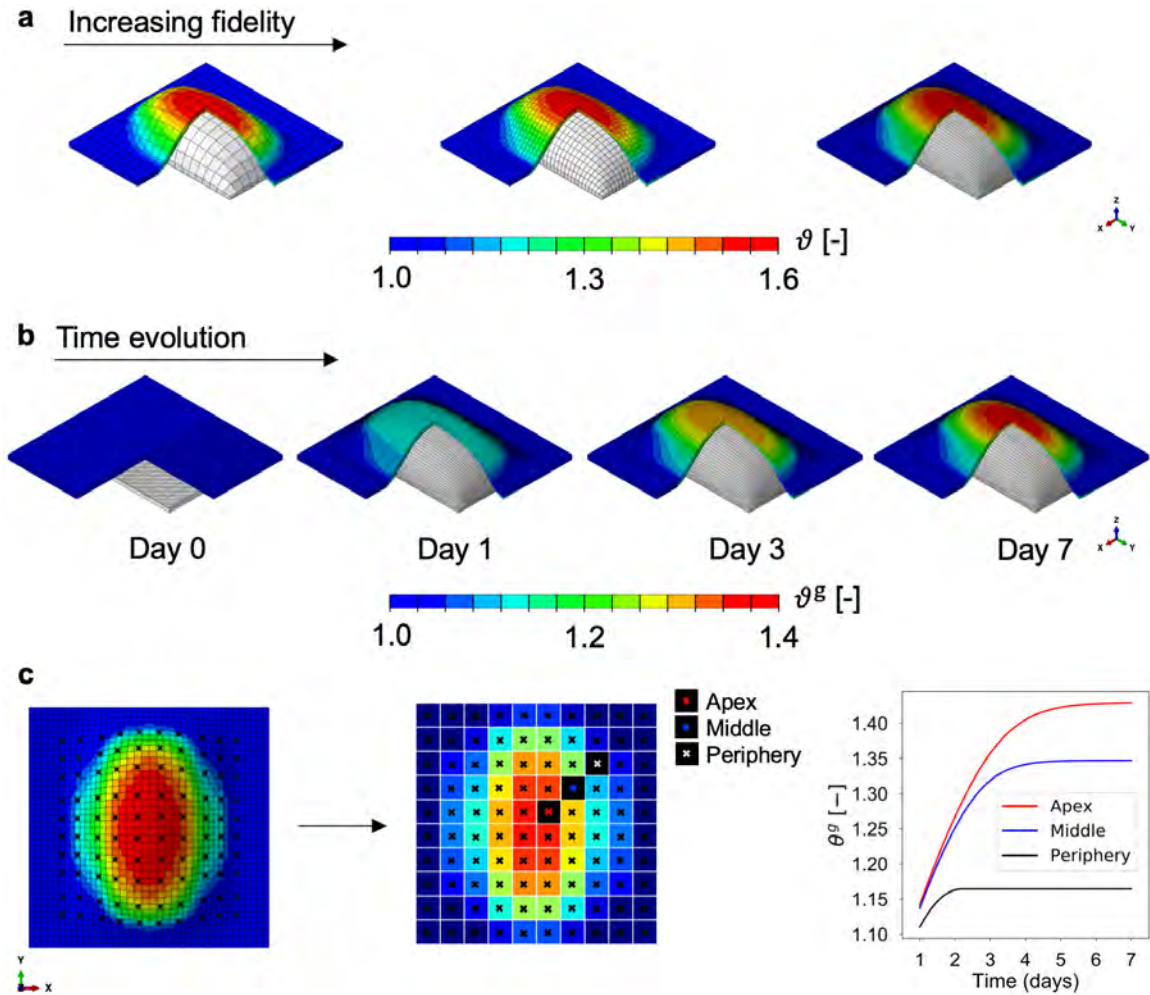 a
Increasing fidelity
Z
X Y
ϑ [-]
1.0 1.3 1.6
b
Time evolution
Day 0 Day 1 Day 3 Day 7
Z
X Y
ϑᵍ [-]
1.0 1.2 1.4
c
Apex
Middle
Periphery
Y
X
θᵍ [−]
1.40
1.35
1.30
1.25
1.20
1.15
1.10
Apex
Middle
Periphery
1 2 3 4 5 6 7
Time (days)